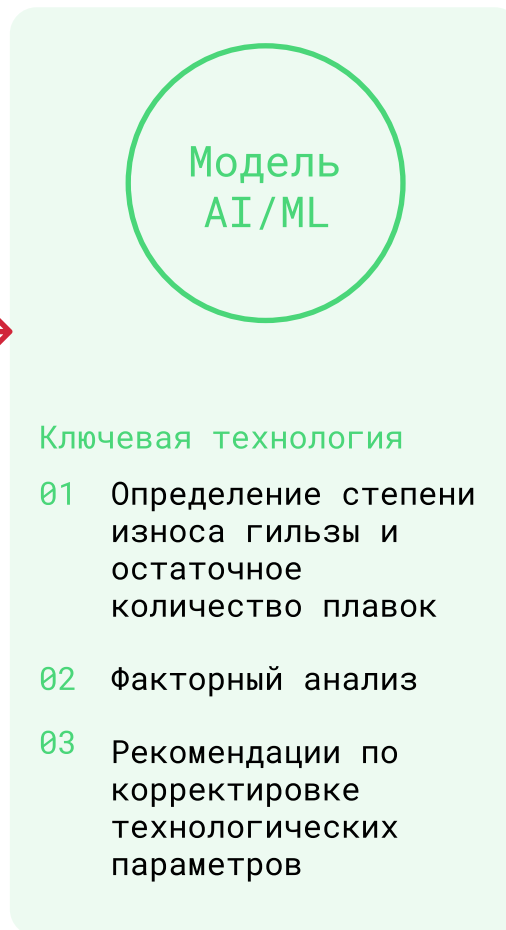 Модель
AI/ML
Ключевая технология
01 Определение степени
износа гильзы и
остаточное
количество плавок
02 Факторный анализ
03 Рекомендации по
корректировке
технологических
параметров